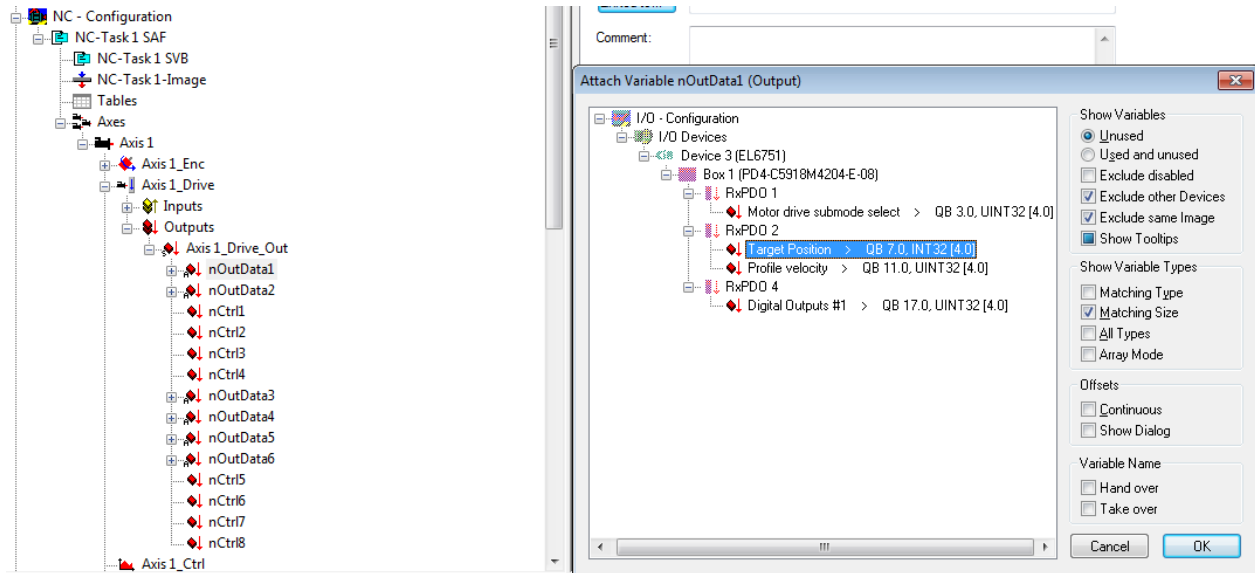 NC - Configuration
NC-Task 1 SAF
NC-Task 1 SVB
NC-Task 1-Image
Tables
Axes
Axis 1
Axis 1_Enc
Axis 1_Drive
Inputs
Outputs
Axis 1_Drive_Out
nOutData1
nOutData2
nCtrl1
nCtrl2
nCtrl3
nCtrl4
nOutData3
nOutData4
nOutData5
nOutData6
nCtrl5
nCtrl6
nCtrl7
nCtrl8
Axis 1_Ctrl
Comment:
Attach Variable nOutData1 (Output)
I/O - Configuration
I/O Devices
Device 3 (EL6751)
Box 1 (PD4-C5918M4204-E-08)
RxPDO 1
Motor drive submode select > QB 3.0, UINT32 [4.0]
RxPDO 2
Target Position > QB 7.0, INT32 [4.0]
Profile velocity > QB 11.0, UINT32 [4.0]
RxPDO 4
Digital Outputs #1 > QB 17.0, UINT32 [4.0]
Show Variables
Unused
Used and unused
Exclude disabled
Exclude other Devices
Exclude same Image
Show Tooltips
Show Variable Types
Matching Type
Matching Size
All Types
Array Mode
Offsets
Continuous
Show Dialog
Variable Name
Hand over
Take over
Cancel
OK